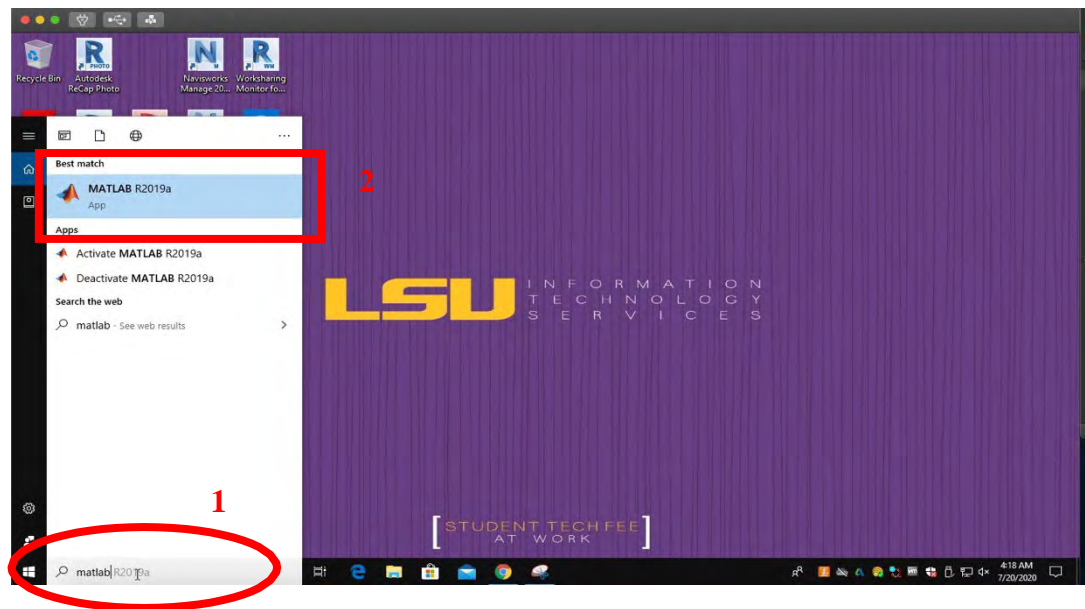 Recycle Bin
R PHOTO
Autodesk
ReCap Photo
N M
Navisworks
Manage 20...
R WM
Worksharing
Monitor fo...
...
Best match
MATLAB R2019a
App
2
Apps
Activate MATLAB R2019a
Deactivate MATLAB R2019a
Search the web
matlab - See web results
LSU
INFORMATION
TECHNOLOGY
SERVICES
1
[STUDENT TECH FEE]
AT WORK
matlab R2019a
4:18 AM
7/20/2020